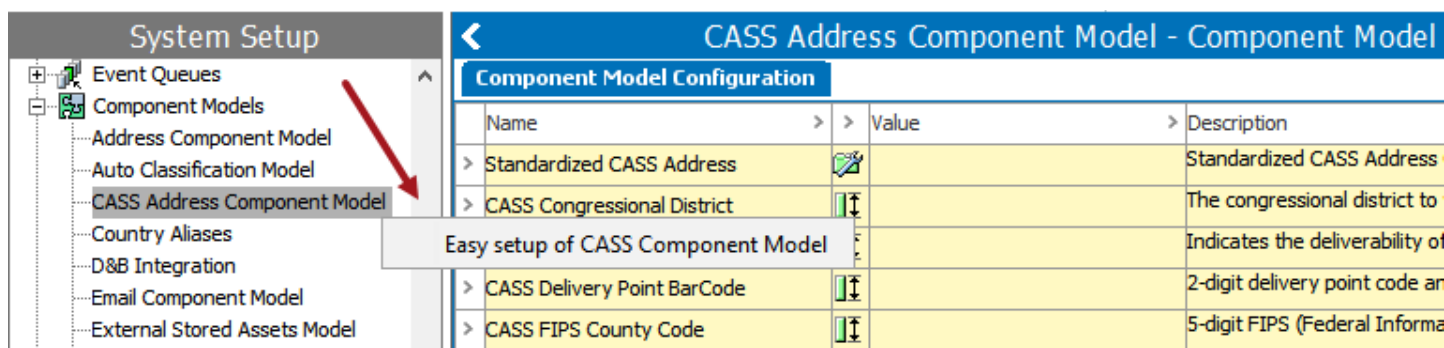 System Setup
Event Queues
Component Models
Address Component Model
Auto Classification Model
CASS Address Component Model
Country Aliases
D&B Integration
Email Component Model
External Stored Assets Model
Easy setup of CASS Component Model
CASS Address Component Model - Component Model
Component Model Configuration
Name > > Value > Description
> Standardized CASS Address Standardized CASS Address
> CASS Congressional District The congressional district to
Indicates the deliverability of
> CASS Delivery Point BarCode 2-digit delivery point code an
> CASS FIPS County Code 5-digit FIPS (Federal Informa